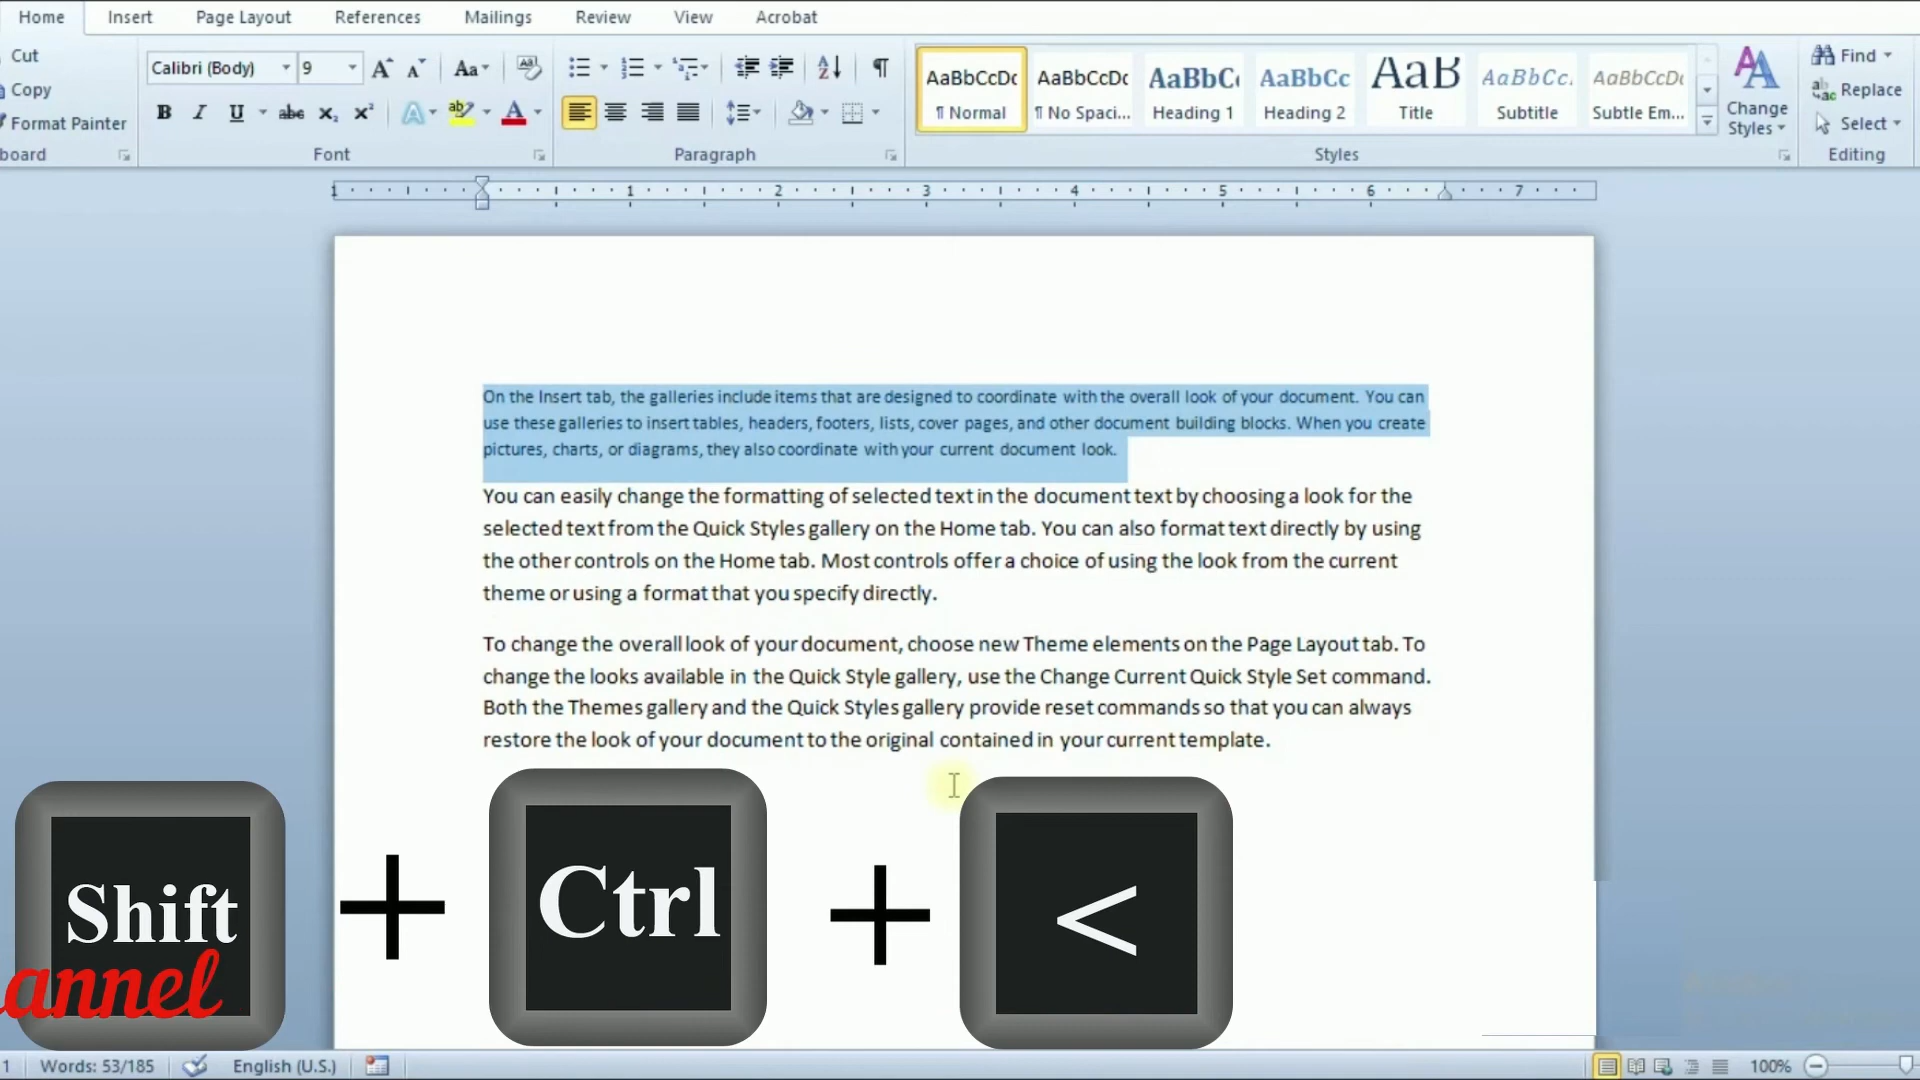 Home Insert Page Layout References Mailings Review View Acrobat
Cut
Copy
Format Painter
board
Calibri (Body) 9
Font
Paragraph
AaBbCcDc AaBbCcDc AaBbC AaBbCc AaB AaBbCc. AaBbCcDc
¶ Normal ¶ No Spaci... Heading 1 Heading 2 Title Subtitle Subtle Em...
Change
Styles
Styles
Find
Replace
Select
Editing
1 1 2 3 4 5 6 7
On the Insert tab, the galleries include items that are designed to coordinate with the overall look of your document. You can
use these galleries to insert tables, headers, footers, lists, cover pages, and other document building blocks. When you create
pictures, charts, or diagrams, they also coordinate with your current document look.
You can easily change the formatting of selected text in the document text by choosing a look for the
selected text from the Quick Styles gallery on the Home tab. You can also format text directly by using
the other controls on the Home tab. Most controls offer a choice of using the look from the current
theme or using a format that you specify directly.
To change the overall look of your document, choose new Theme elements on the Page Layout tab. To
change the looks available in the Quick Style gallery, use the Change Current Quick Style Set command.
Both the Themes gallery and the Quick Styles gallery provide reset commands so that you can always
restore the look of your document to the original contained in your current template.
Shift + Ctrl + <
annel
1 Words: 53/185 English (U.S.) 100%